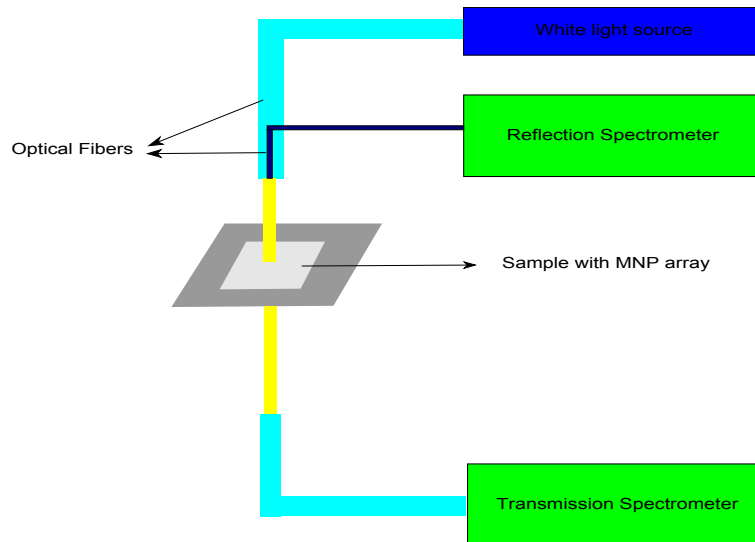 White light source
Reflection Spectrometer
Optical Fibers
Sample with MNP array
Transmission Spectrometer